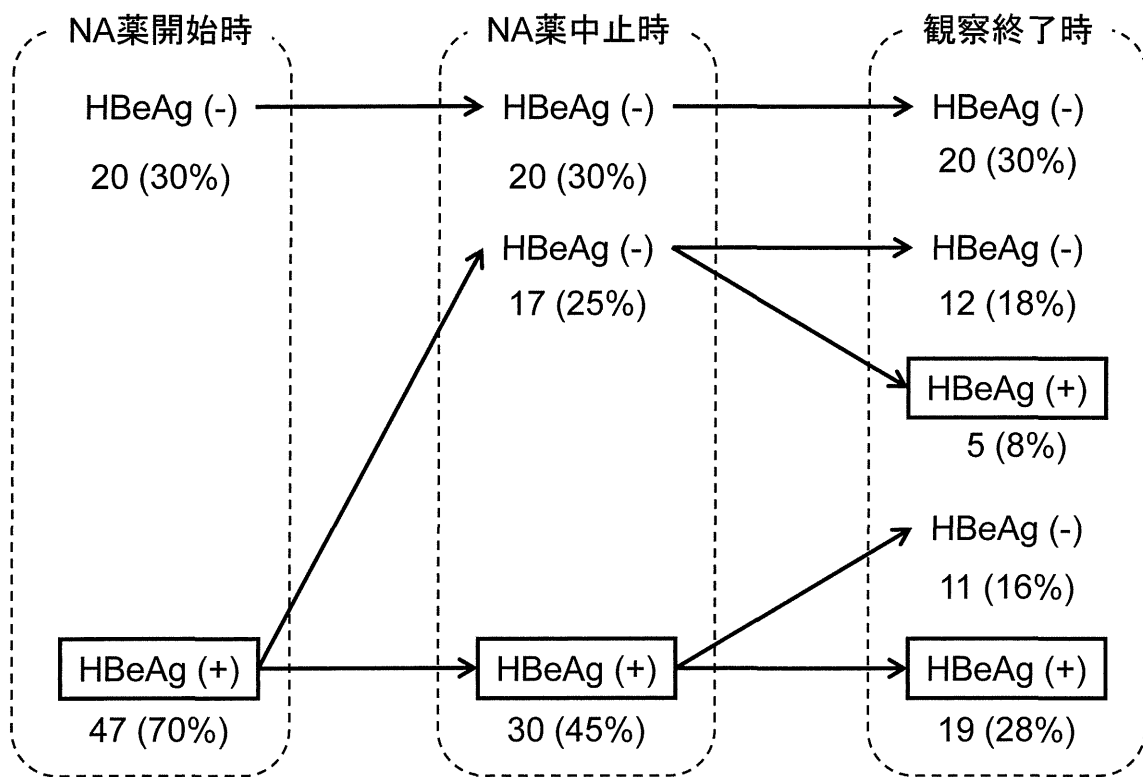 NA薬開始時
NA薬中止時
観察終了時
HBeAg (-)
HBeAg (-)
HBeAg (-)
20 (30%)
20 (30%)
20 (30%)
HBeAg (-)
HBeAg (-)
17 (25%)
12 (18%)
HBeAg (+)
5 (8%)
HBeAg (-)
11 (16%)
HBeAg (+)
HBeAg (+)
HBeAg (+)
47 (70%)
30 (45%)
19 (28%)